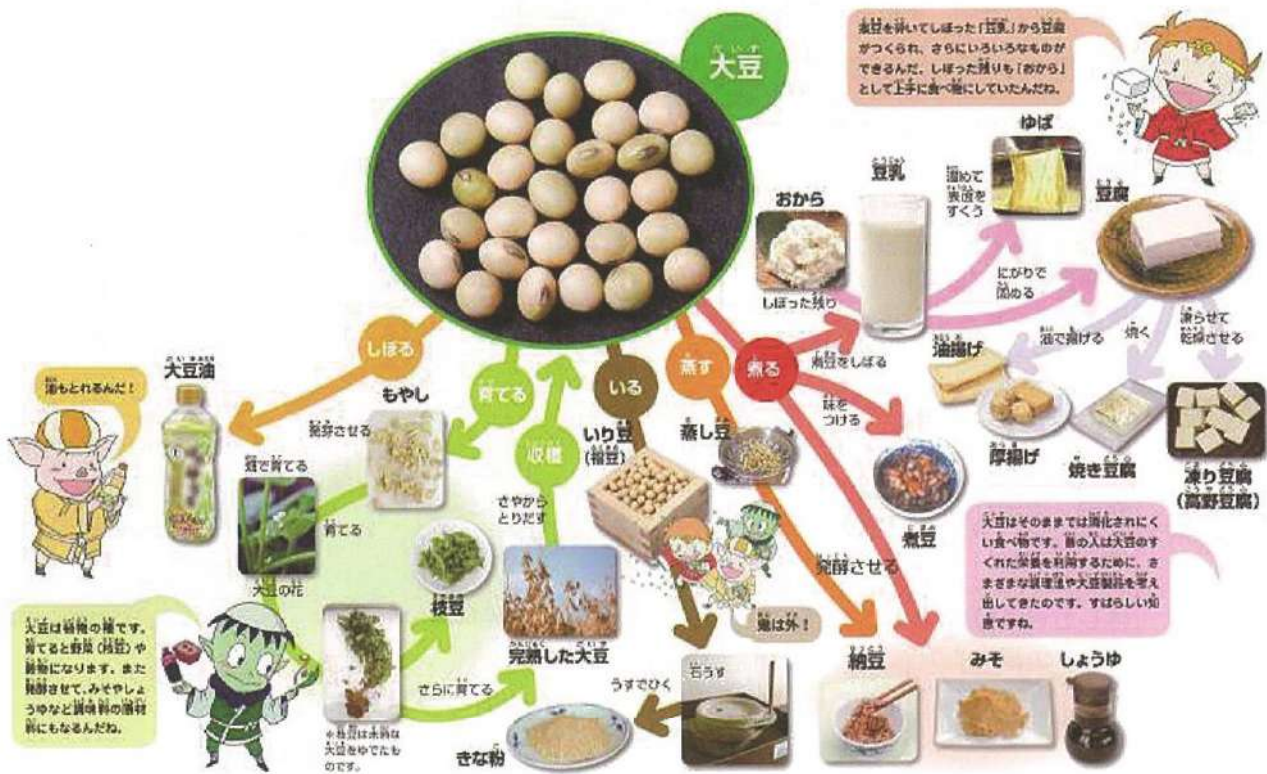 大豆
煮豆を砕いてしぼった「豆乳」から豆腐
がつくられ、さらにいろいろなものが
できるんだ。しぼった残りも「おから」
として上手に食べ物にしていたんだね。
ゆば
豆乳
温めて
表面を
すくう
豆腐
おから
しぼった残り
にがりで
固める
凍らせて
乾燥させる
油で揚げる
焼く
油揚げ
厚揚げ
焼き豆腐
凍り豆腐
(高野豆腐)
しぼる
育てる
収穫
いる
蒸す
煮る
煮豆をしぼる
味を
つける
煮豆
大豆油
油もとれるんだ!
もやし
発芽させる
畑で育てる
育てる
大豆の花
枝豆
さやから
とりだす
いり豆
(福豆)
蒸し豆
発酵させる
鬼は外!
大豆はそのままでは消化されにく
い食べ物です。昔の人は大豆のす
ぐれた栄養を利用するために、さ
まざまな調理法や大豆製品を考え
出してきたのです。すばらしい知
恵ですね。
大豆は植物の種です。
育てると野菜(枝豆)や
穀物になります。また
発酵させて、みそやしょ
うゆなど調味料の原材
料にもなるんだね。
完熟した大豆
さらに育てる
※枝豆は未熟な
大豆をゆでたも
のです。
きな粉
うすでひく
石うす
納豆
みそ
しょうゆ